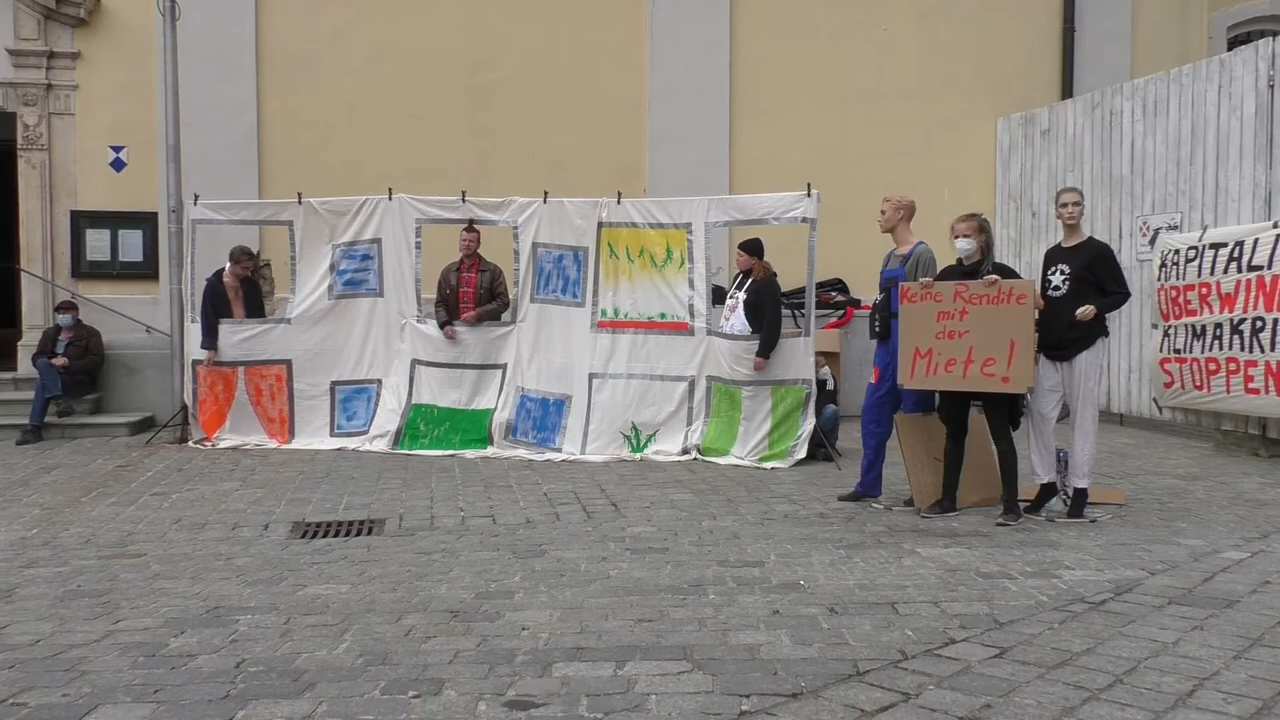 Keine Rendite
mit
der
Miete!
KAPITALI
ÜBERWIN
KLIMAKRI
STOPPEN